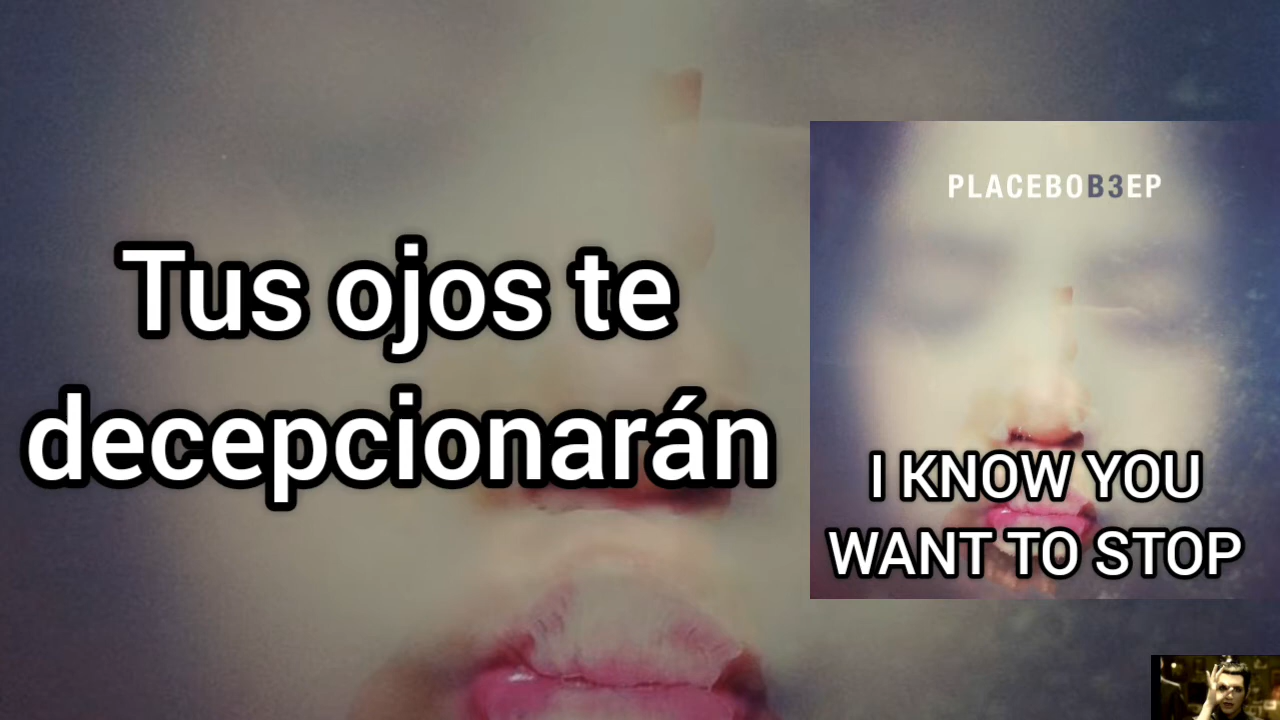 Tus ojos te
decepcionarán
PLACEBOB3EP
I KNOW YOU
WANT TO STOP